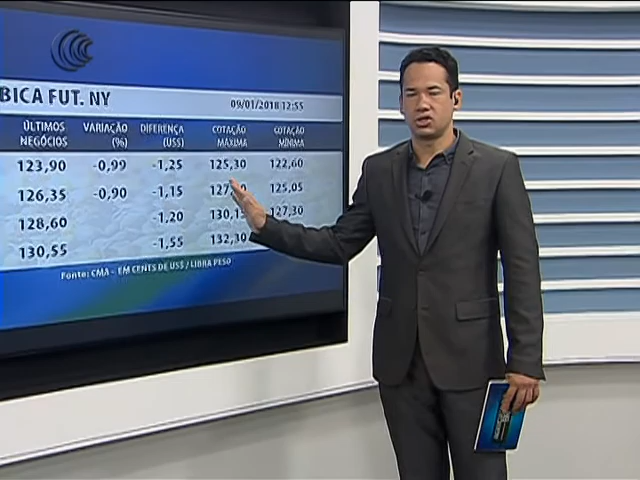 BICA FUT. NY
09/01/2018 12:55
ÚLTIMOS NEGÓCIOS VARIAÇÃO (%) DIFERENÇA (US$) COTAÇÃO MÁXIMA COTAÇÃO MÍNIMA
123,90 -0,99 -1,25 125,30 122,60
126,35 -0,90 -1,15 125,05
128,60 -1,20 127,30
130,55 -1,55 132,30
Fonte: CMA - EM CENTS DE US$ / LIBRA PESO